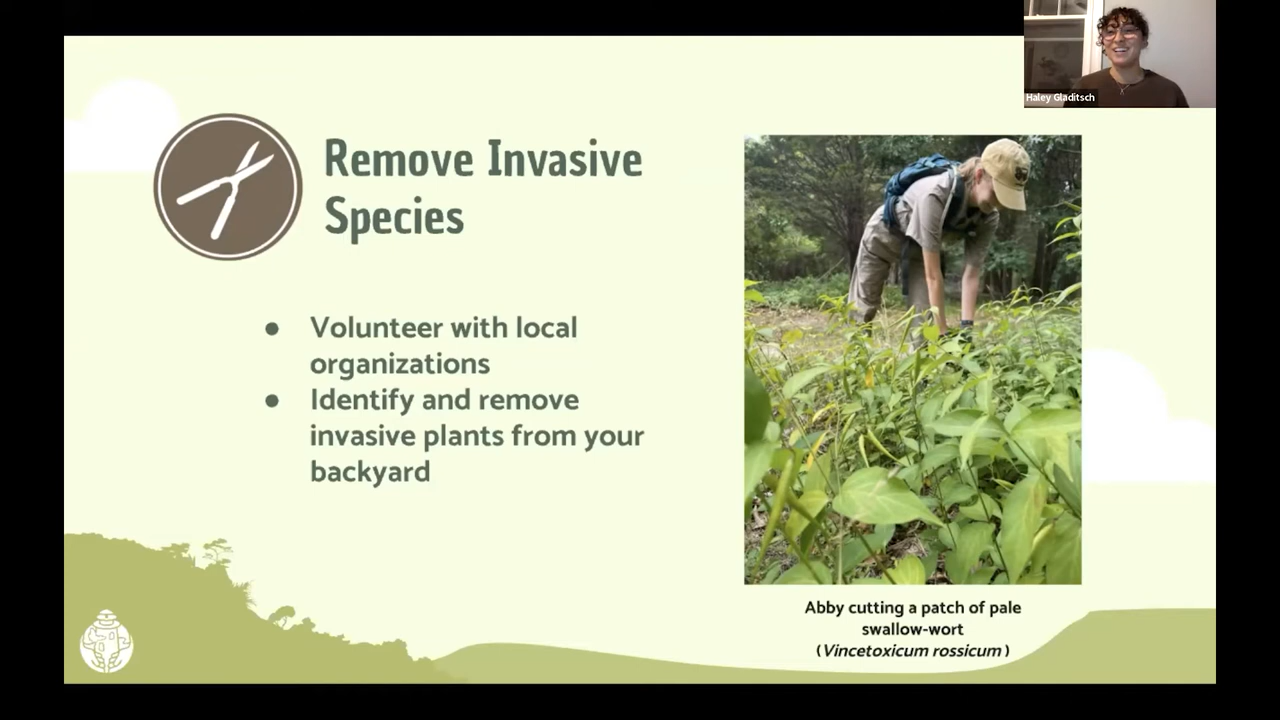 Haley Gladitsch
Remove Invasive
Species
● Volunteer with local
organizations
● Identify and remove
invasive plants from your
backyard
Abby cutting a patch of pale
swallow-wort
(Vincetoxicum rossicum)